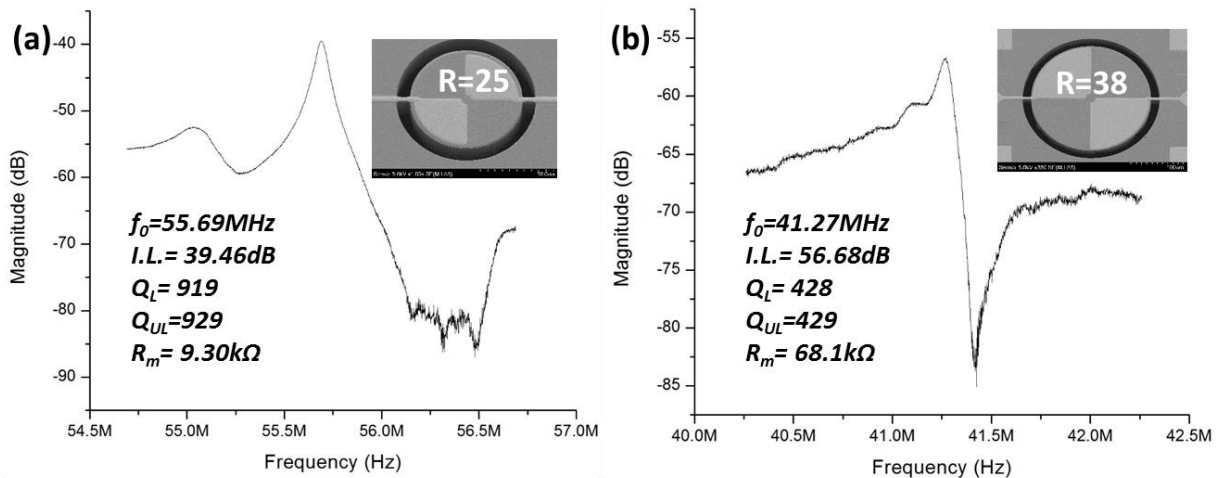 (a)
-40
-50
-60
-70
-80
-90
Magnitude (dB)
R=25
f0=55.69MHz
I.L.= 39.46dB
QL= 919
QUL=929
Rm= 9.30kΩ
54.5M 55.0M 55.5M 56.0M 56.5M 57.0M
Frequency (Hz)
(b)
-55
-60
-65
-70
-75
-80
-85
Magnitude (dB)
R=38
f0=41.27MHz
I.L.= 56.68dB
QL= 428
QUL=429
Rm= 68.1kΩ
40.0M 40.5M 41.0M 41.5M 42.0M 42.5M
Frequency (Hz)